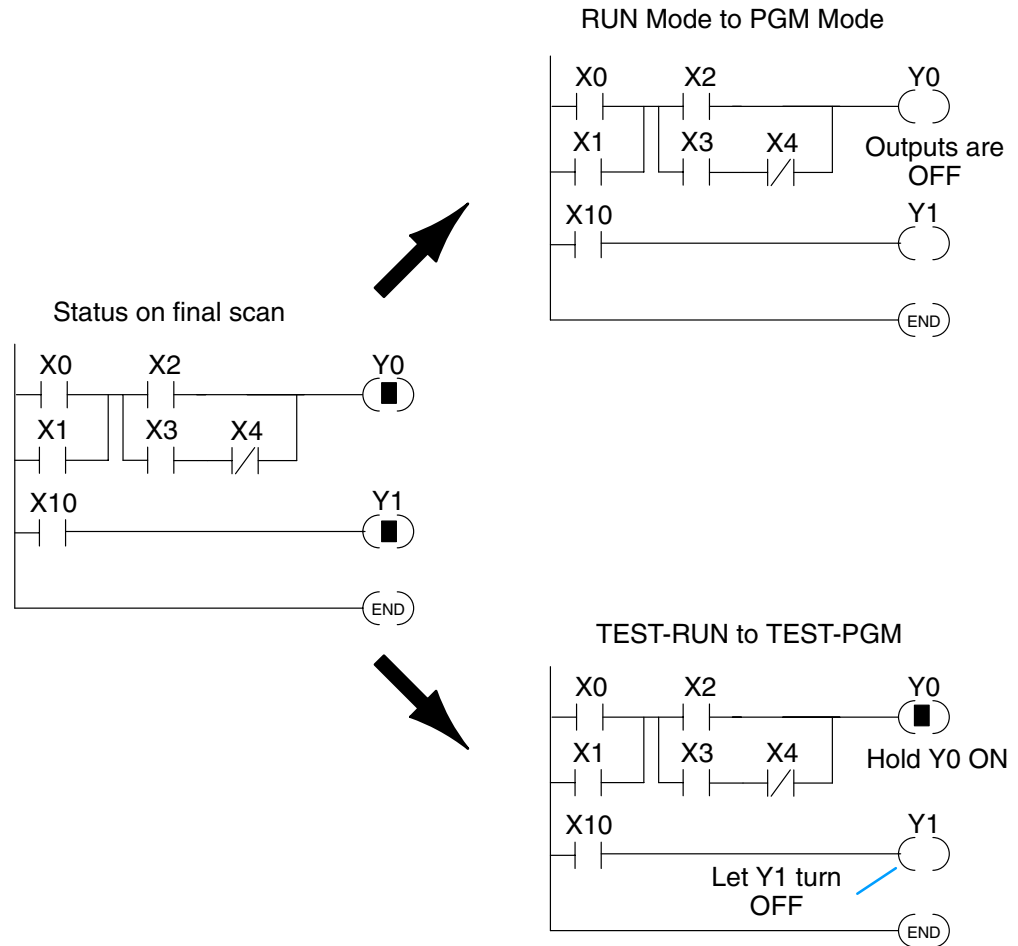 RUN Mode to PGM Mode
X0 X2 Y0
X1 X3 X4
Outputs are
OFF
X10 Y1
END
Status on final scan
X0 X2 Y0
X1 X3 X4
X10 Y1
END
TEST-RUN to TEST-PGM
X0 X2 Y0
X1 X3 X4 Hold Y0 ON
X10 Y1
Let Y1 turn
OFF
END